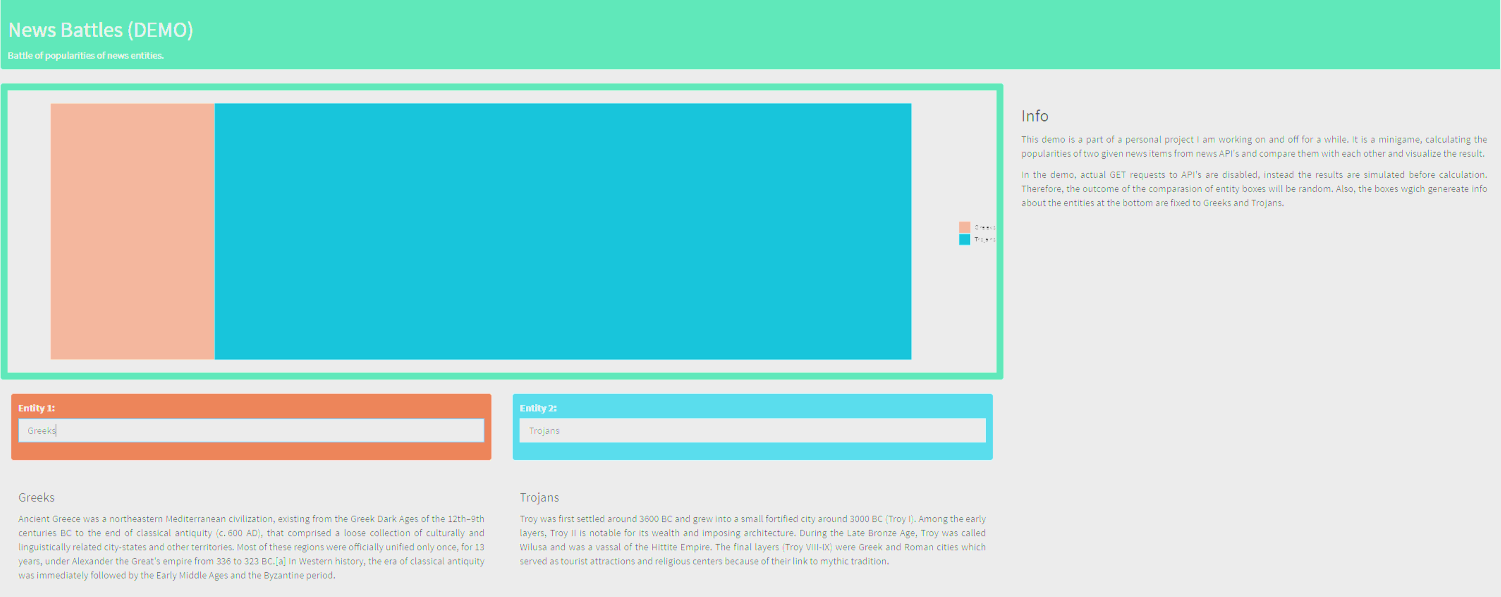 News Battles (DEMO)
Battle of popularities of news entities.
Greeks
Trojans
Info
This demo is a part of a personal project I am working on and off for a while. It is a minigame, calculating the
popularities of two given news items from news API's and compare them with each other and visualize the result.
In the demo, actual GET requests to API's are disabled, instead the results are simulated before calculation.
Therefore, the outcome of the comparasion of entity boxes will be random. Also, the boxes wgich genereate info
about the entities at the bottom are fixed to Greeks and Trojans.
Entity 1:
Greeks
Entity 2:
Trojans
Greeks
Ancient Greece was a northeastern Mediterranean civilization, existing from the Greek Dark Ages of the 12th–9th
centuries BC to the end of classical antiquity (c. 600 AD), that comprised a loose collection of culturally and
linguistically related city-states and other territories. Most of these regions were officially unified only once, for 13
years, under Alexander the Great's empire from 336 to 323 BC.[a] In Western history, the era of classical antiquity
was immediately followed by the Early Middle Ages and the Byzantine period.
Trojans
Troy was first settled around 3600 BC and grew into a small fortified city around 3000 BC (Troy I). Among the early
layers, Troy II is notable for its wealth and imposing architecture. During the Late Bronze Age, Troy was called
Wilusa and was a vassal of the Hittite Empire. The final layers (Troy VIII-IX) were Greek and Roman cities which
served as tourist attractions and religious centers because of their link to mythic tradition.